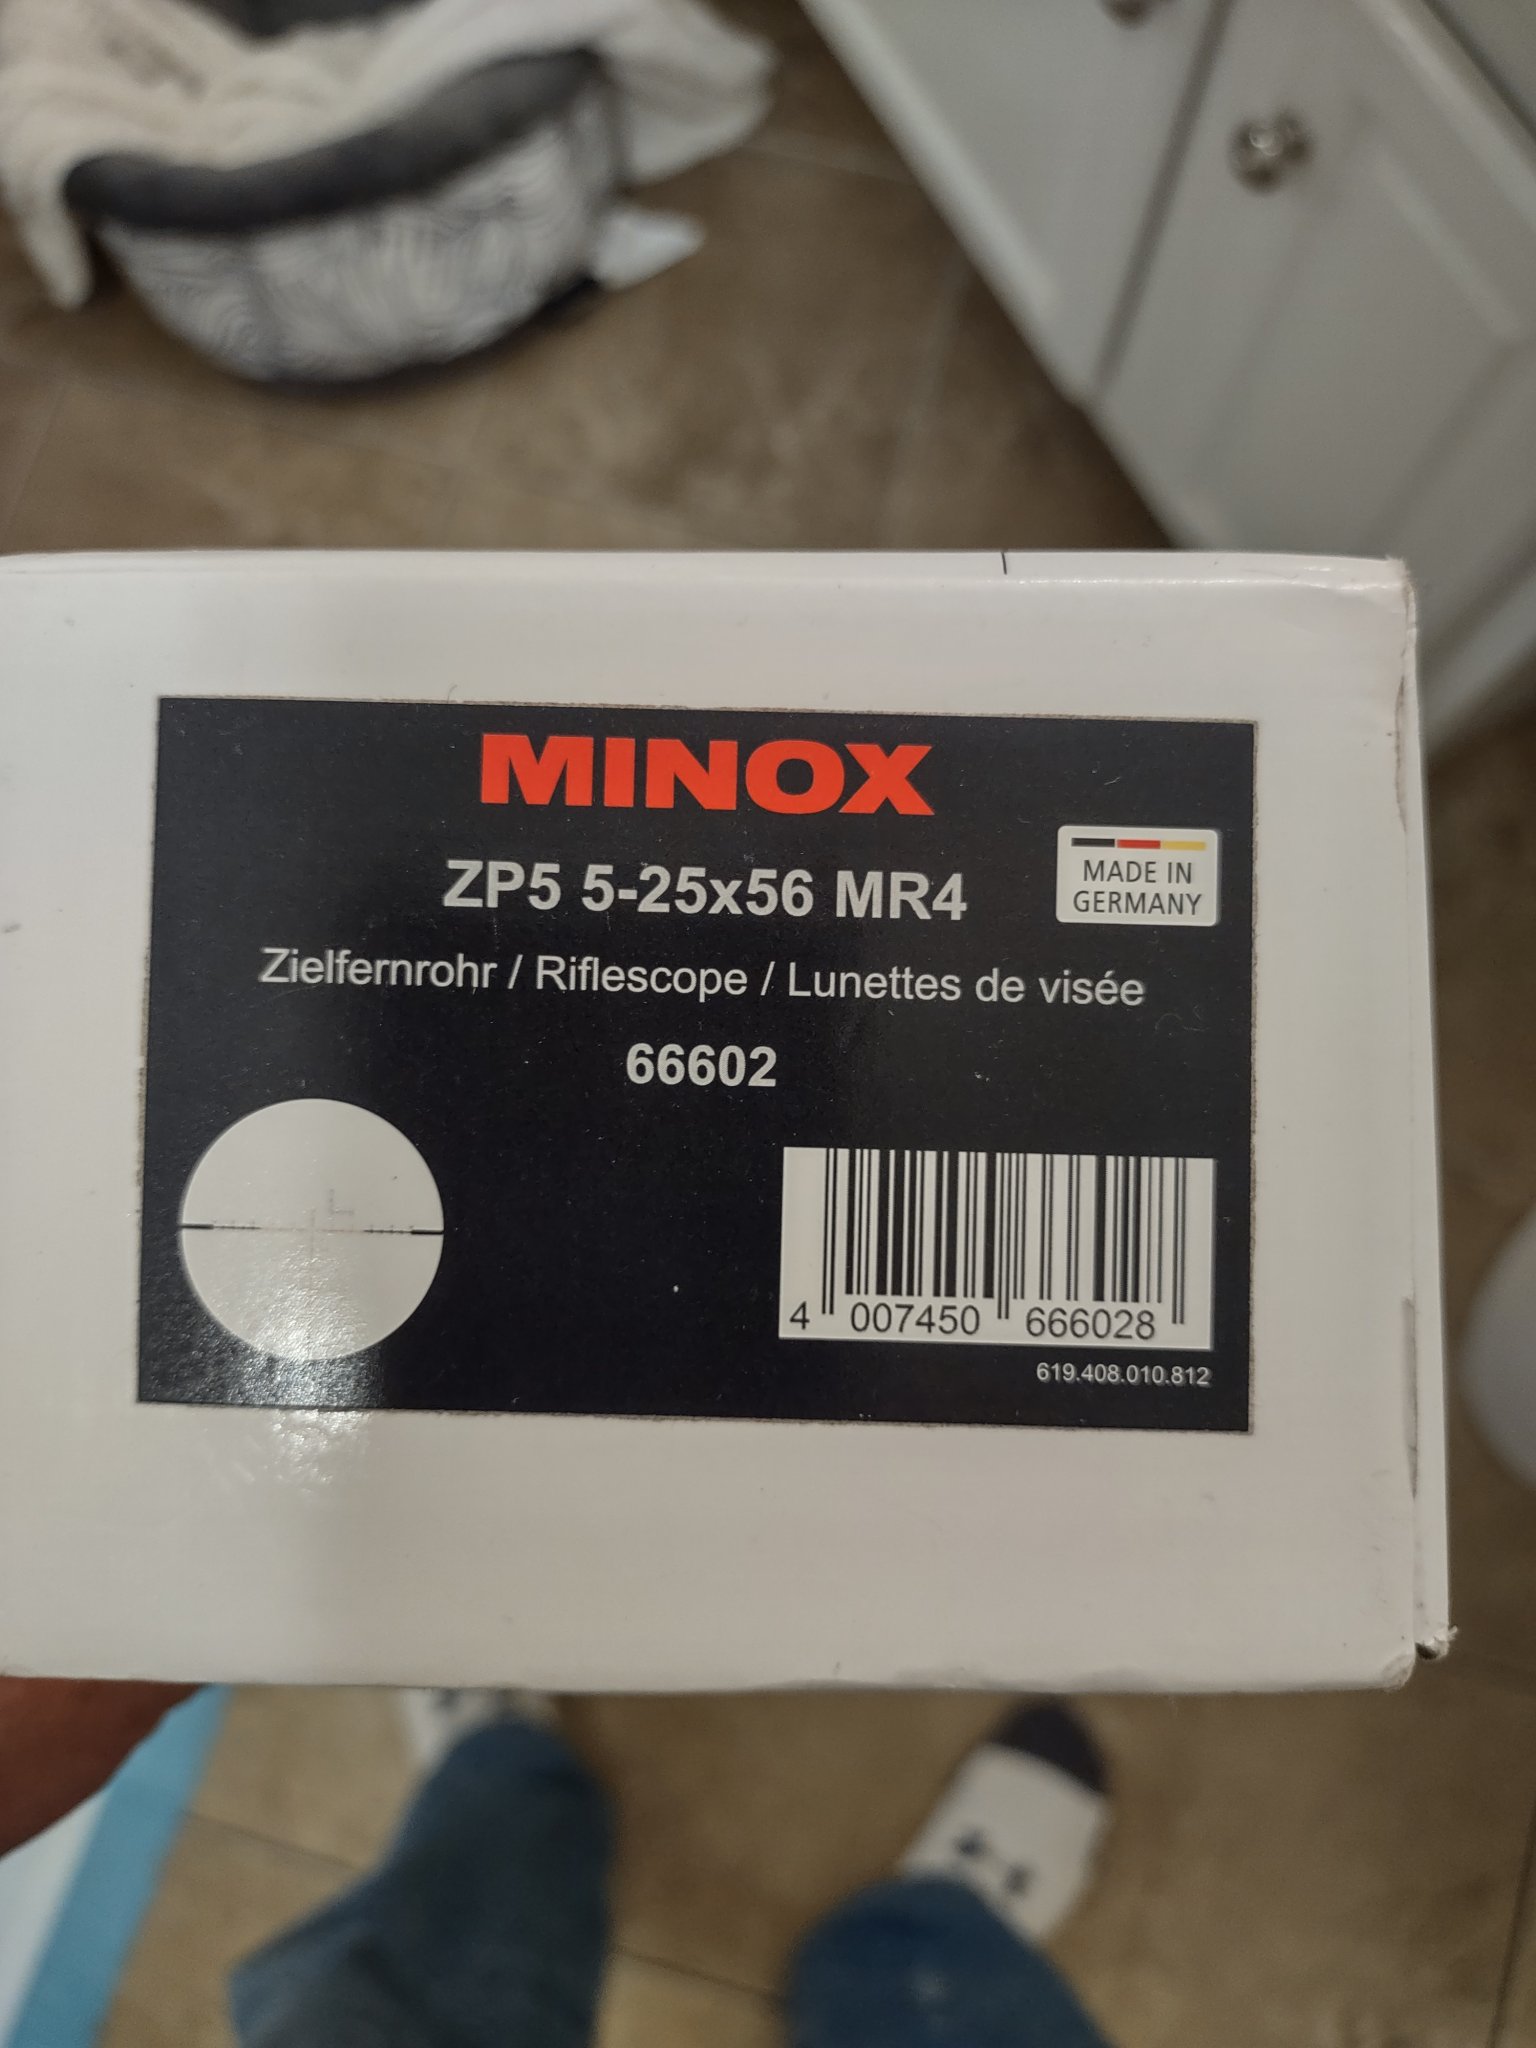 MINOX
ZP5 5-25x56 MR4
MADE IN
GERMANY
Zielfernrohr / Riflescope / Lunettes de visée
66602
4 007450 666028
619.408.010.812